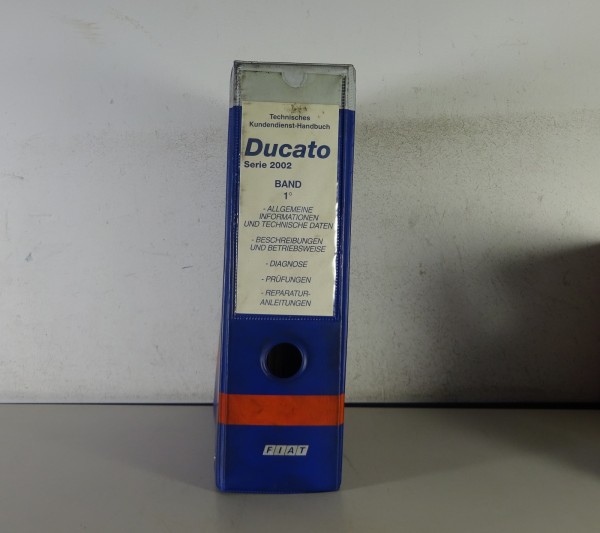 Technisches
Kundendienst-Handbuch
Ducato
Serie 2002
BAND
1°
- ALLGEMEINE
INFORMATIONEN
UND TECHNISCHE DATEN
- BESCHREIBUNGEN
UND BETRIEBSWEISE
- DIAGNOSE
- PRÜFUNGEN
- REPARATUR-
ANLEITUNGEN
FIAT